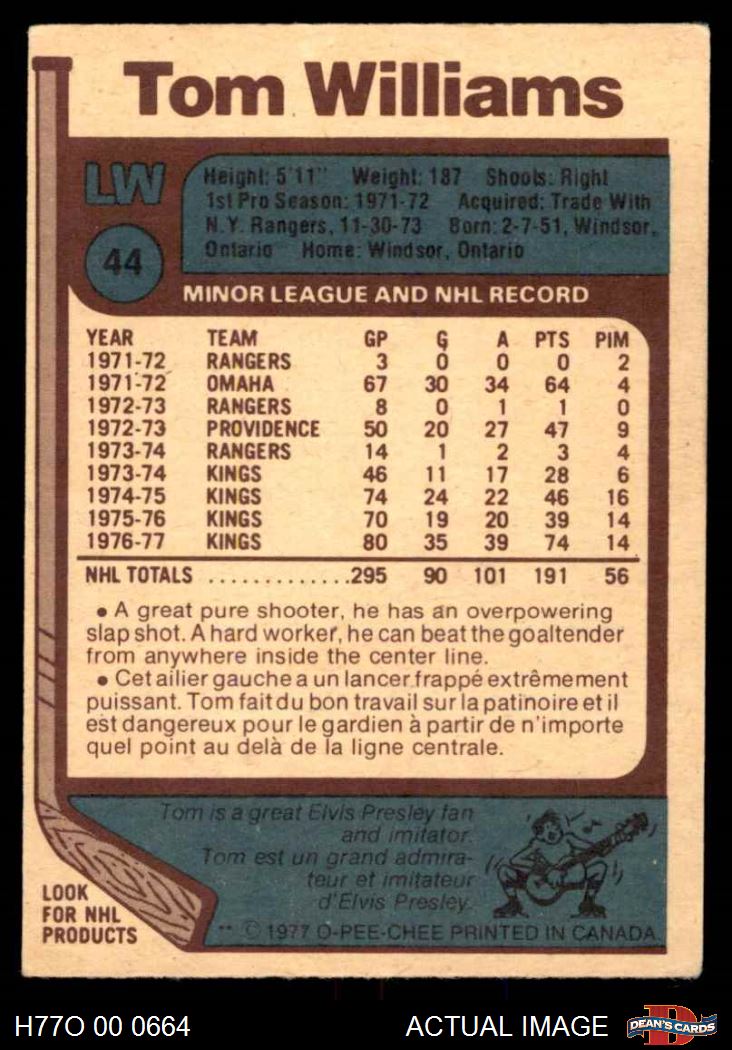 Tom Williams
LW
44
Height: 5'11" Weight: 187 Shoots: Right
1st Pro Season: 1971-72 Acquired: Trade With
N.Y. Rangers, 11-30-73 Born: 2-7-51, Windsor,
Ontario Home: Windsor, Ontario
MINOR LEAGUE AND NHL RECORD
YEAR TEAM GP G A PTS PIM
1971-72 RANGERS 3 0 0 0 2
1971-72 OMAHA 67 30 34 64 4
1972-73 RANGERS 8 0 1 1 0
1972-73 PROVIDENCE 50 20 27 47 9
1973-74 RANGERS 14 1 2 3 4
1973-74 KINGS 46 11 17 28 6
1974-75 KINGS 74 24 22 46 16
1975-76 KINGS 70 19 20 39 14
1976-77 KINGS 80 35 39 74 14
NHL TOTALS .............295 90 101 191 56
• A great pure shooter, he has an overpowering
slap shot. A hard worker, he can beat the goaltender
from anywhere inside the center line.
• Cet ailier gauche a un lancer frappé extrêmement
puissant. Tom fait du bon travail sur la patinoire et il
est dangereux pour le gardien à partir de n'importe
quel point au delà de la ligne centrale.
Tom is a great Elvis Presley fan
and imitator.
Tom est un grand admira-
teur et imitateur
d'Elvis Presley.
LOOK
FOR NHL
PRODUCTS
** © 1977 O-PEE-CHEE PRINTED IN CANADA
H77O 00 0664 ACTUAL IMAGE
D
DEAN'S CARDS